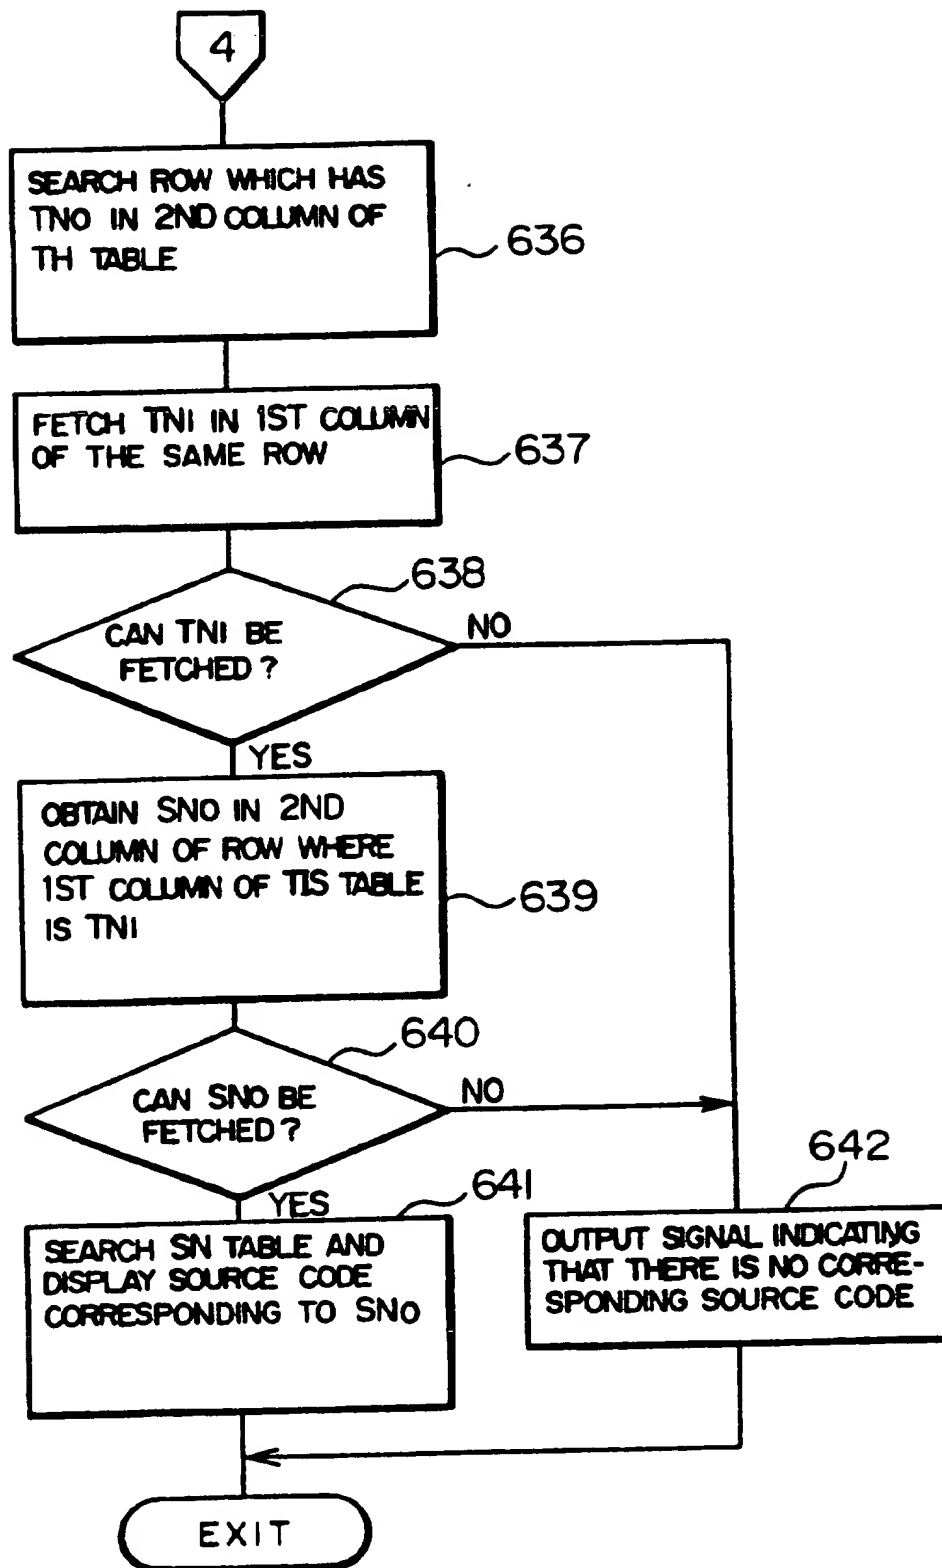 4
SEARCH ROW WHICH HAS
TNO IN 2ND COLUMN OF
TH TABLE
636
FETCH TN1 IN 1ST COLUMN
OF THE SAME ROW
637
638
CAN TN1 BE
FETCHED?
NO
YES
OBTAIN SNO IN 2ND
COLUMN OF ROW WHERE
1ST COLUMN OF TIS TABLE
IS TN1
639
640
CAN SNO BE
FETCHED?
NO
YES
641
SEARCH SN TABLE AND
DISPLAY SOURCE CODE
CORRESPONDING TO SNO
642
OUTPUT SIGNAL INDICATING
THAT THERE IS NO CORRE-
SPONDING SOURCE CODE
EXIT